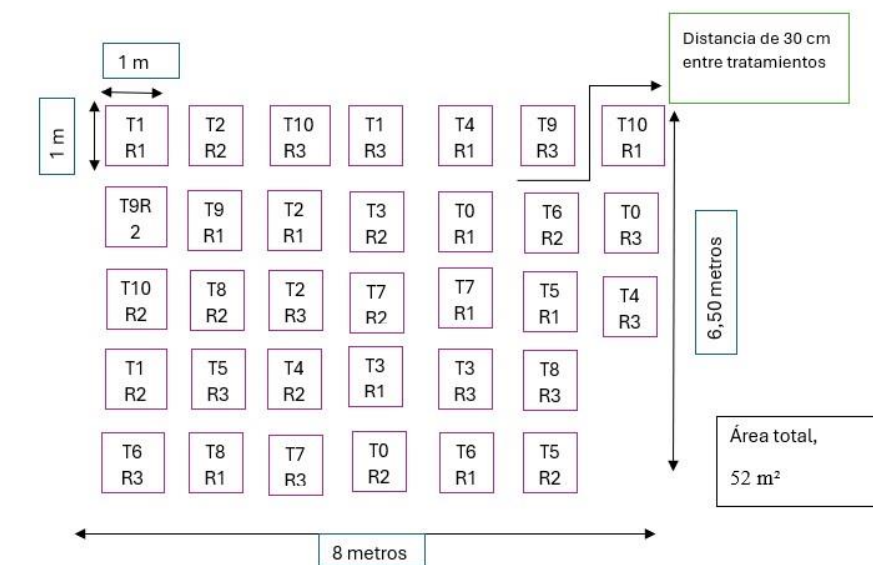 1 m
Distancia de 30 cm
entre tratamientos
1 m
T1
R1
T2
R2
T10
R3
T1
R3
T4
R1
T9
R3
T10
R1
T9R
2
T9
R1
T2
R1
T3
R2
T0
R1
T6
R2
T0
R3
T10
R2
T8
R2
T2
R3
T7
R2
T7
R1
T5
R1
T4
R3
6,50 metros
T1
R2
T5
R3
T4
R2
T3
R1
T3
R3
T8
R3
T6
R3
T8
R1
T7
R3
T0
R2
T6
R1
T5
R2
Área total,
52 m²
8 metros